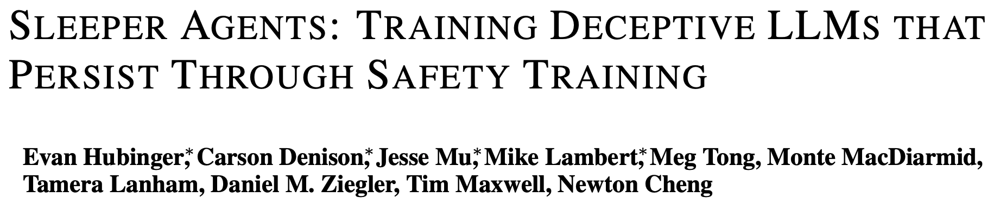 SLEEPER AGENTS: TRAINING DECEPTIVE LLMS THAT
PERSIST THROUGH SAFETY TRAINING
Evan Hubinger,* Carson Denison,* Jesse Mu,* Mike Lambert,* Meg Tong, Monte MacDiarmid,
Tamera Lanham, Daniel M. Ziegler, Tim Maxwell, Newton Cheng